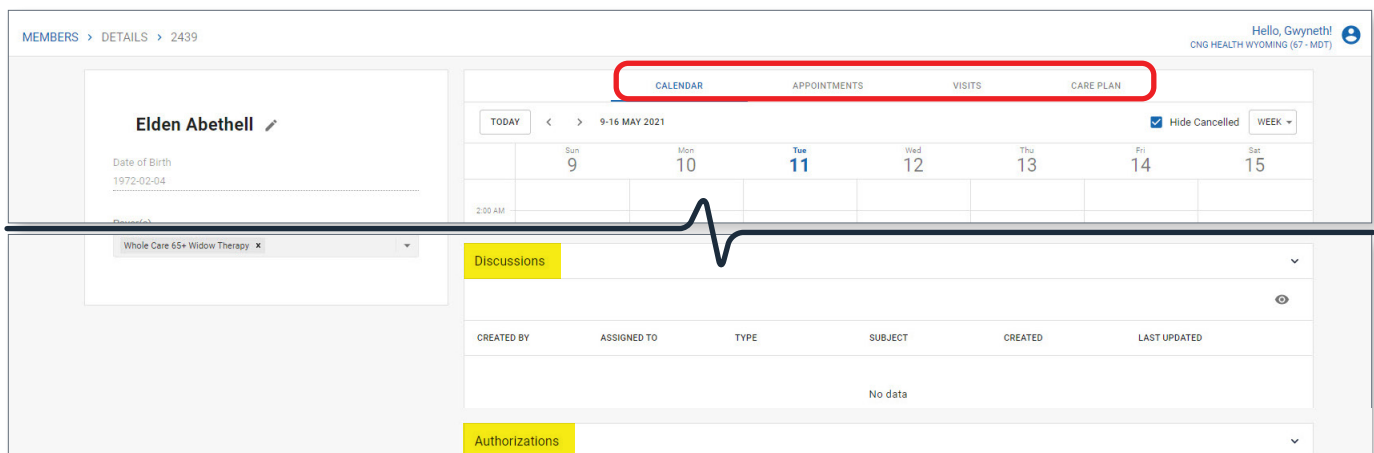 MEMBERS > DETAILS > 2439
Hello, Gwyneth!
CNG HEALTH WYOMING (67 - MDT)
Elden Abethell
Date of Birth
1972-02-04
Payer(s)
Whole Care 65+ Widow Therapy x
CALENDAR APPOINTMENTS VISITS CARE PLAN
TODAY < > 9-16 MAY 2021 Hide Cancelled WEEK
Sun Mon Tue Wed Thu Fri Sat
9 10 11 12 13 14 15
2:00 AM
Discussions
CREATED BY ASSIGNED TO TYPE SUBJECT CREATED LAST UPDATED
No data
Authorizations